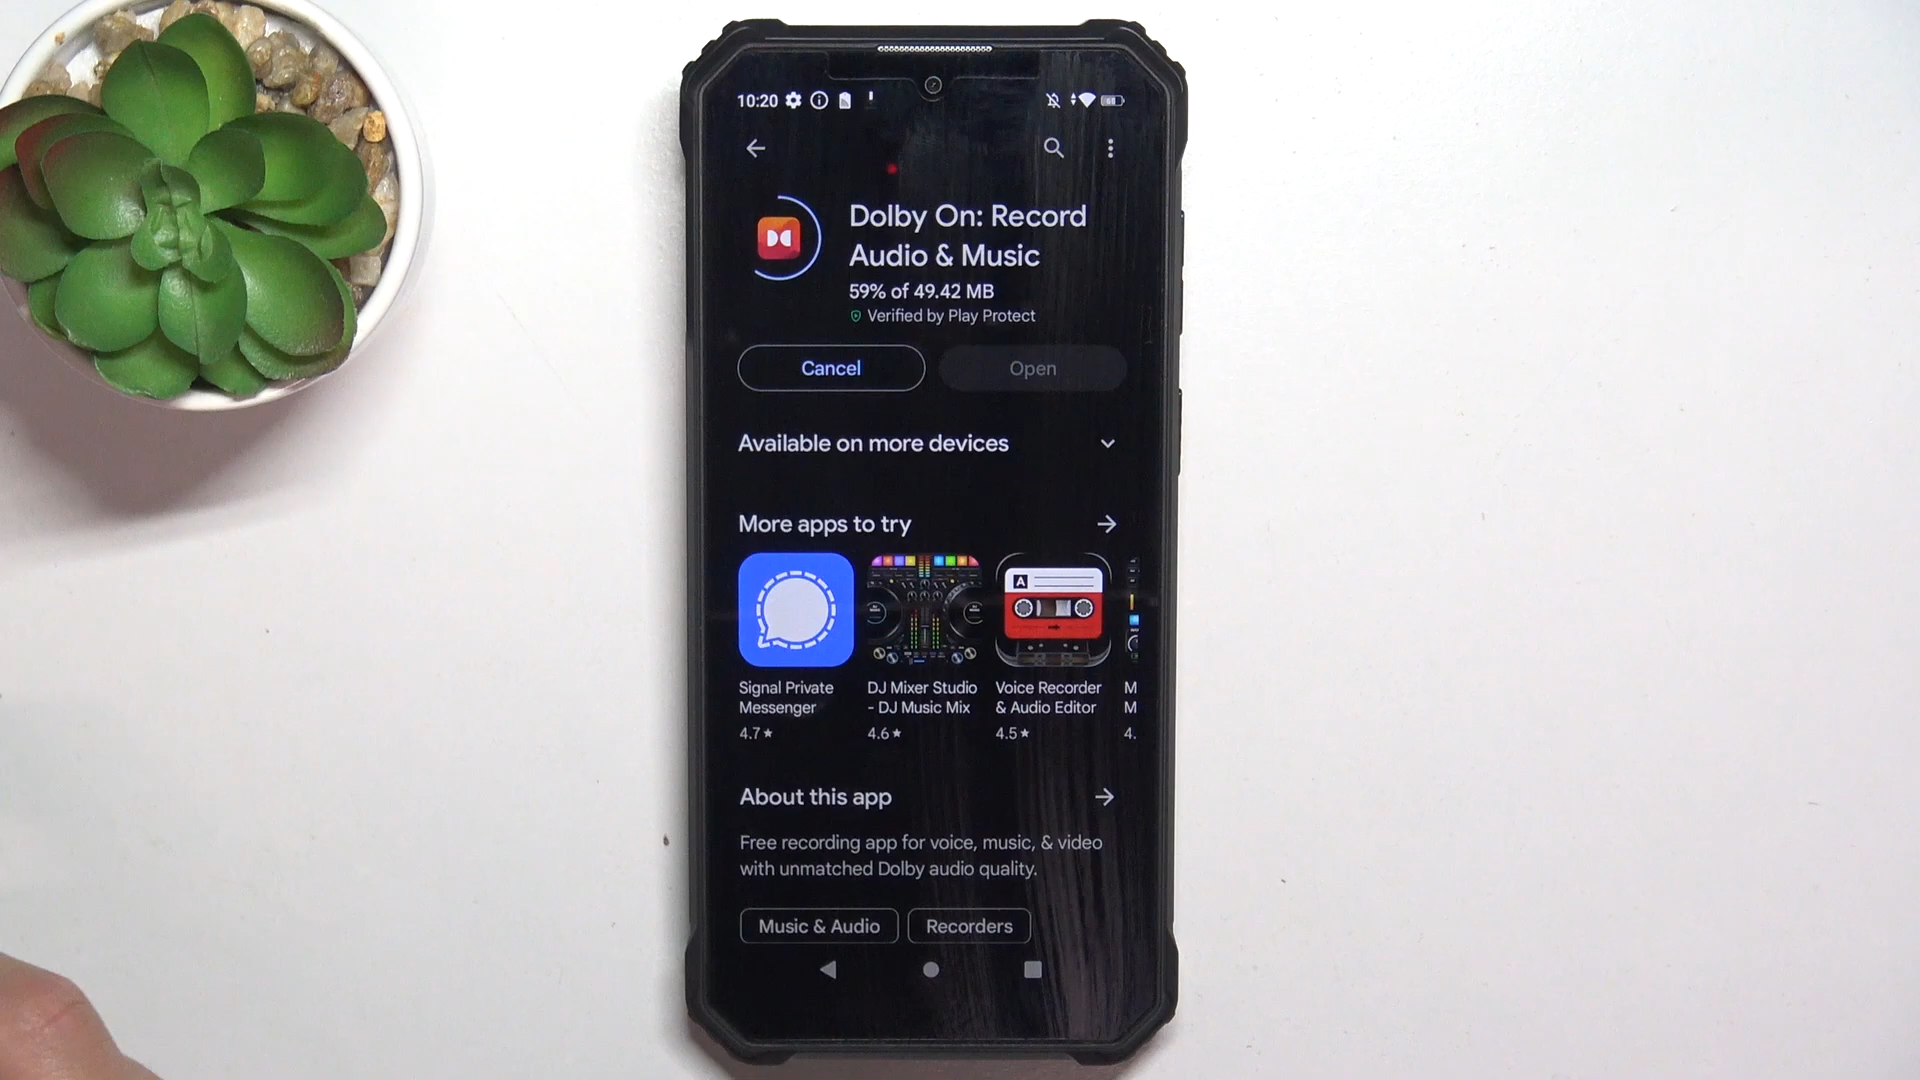 10:20
68
Dolby On: Record
Audio & Music
59% of 49.42 MB
Verified by Play Protect
Cancel
Open
Available on more devices
More apps to try
A
Signal Private
Messenger
4.7★
DJ Mixer Studio
- DJ Music Mix
4.6★
Voice Recorder
& Audio Editor
4.5★
M
M
4.
About this app
Free recording app for voice, music, & video
with unmatched Dolby audio quality.
Music & Audio
Recorders